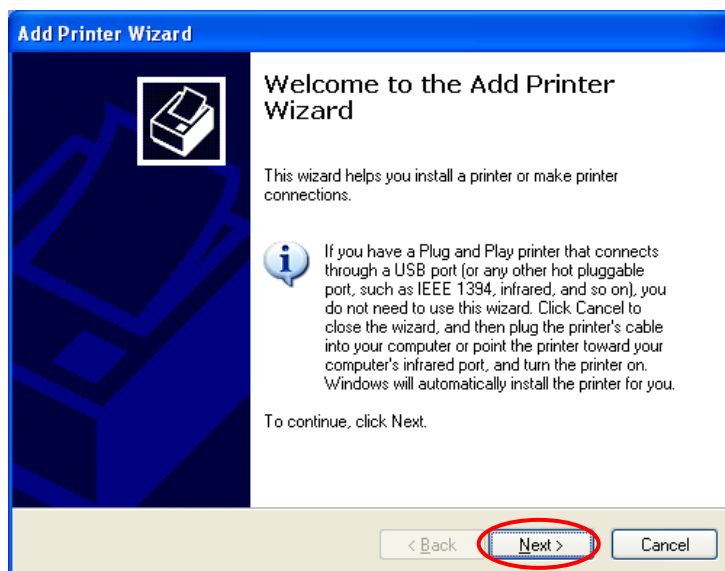 Add Printer Wizard
Welcome to the Add Printer
Wizard
This wizard helps you install a printer or make printer
connections.
If you have a Plug and Play printer that connects
through a USB port (or any other hot pluggable
port, such as IEEE 1394, infrared, and so on), you
do not need to use this wizard. Click Cancel to
close the wizard, and then plug the printer's cable
into your computer or point the printer toward your
computer's infrared port, and turn the printer on.
Windows will automatically install the printer for you.
To continue, click Next.
< Back Next > Cancel